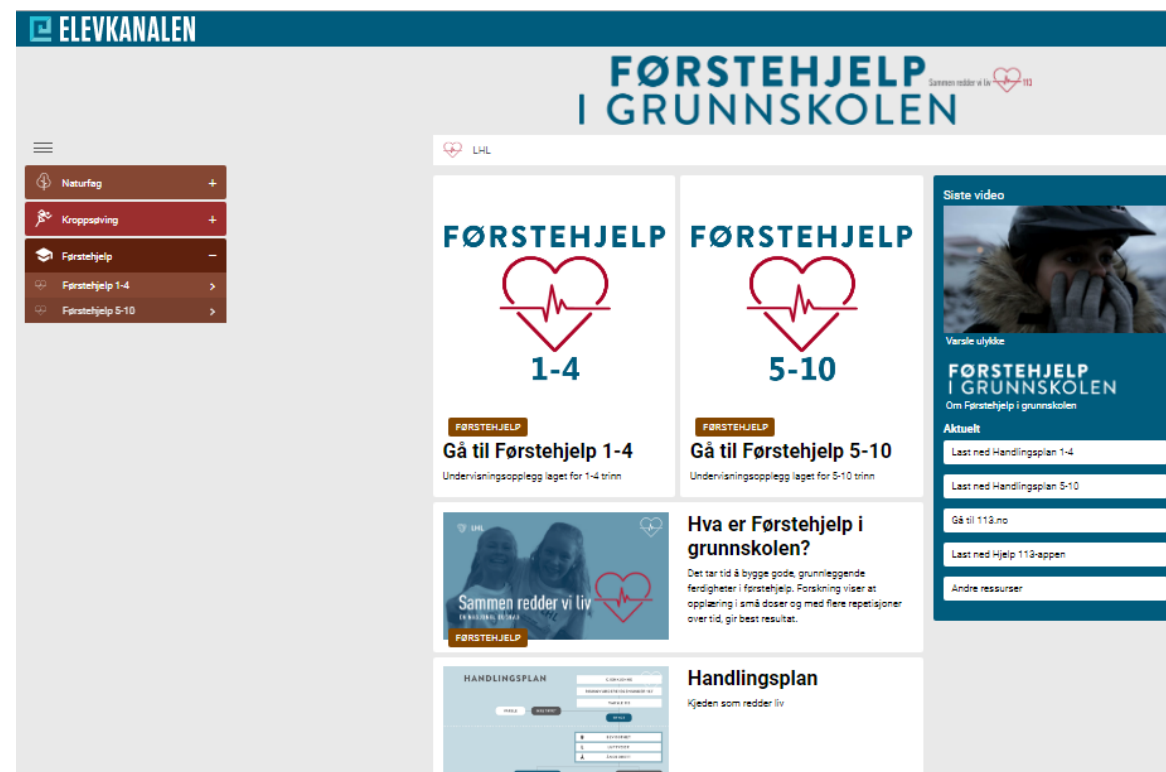 ELEVKANALEN
FØRSTEHJELP
Sammen redder vi liv 113
I GRUNNSKOLEN
LHL
Naturfag +
Kroppsøving +
Førstehjelp –
Førstehjelp 1-4 >
Førstehjelp 5-10 >
FØRSTEHJELP
1-4
FØRSTEHJELP
Gå til Førstehjelp 1-4
Undervisningsopplegg laget for 1-4 trinn
FØRSTEHJELP
5-10
FØRSTEHJELP
Gå til Førstehjelp 5-10
Undervisningsopplegg laget for 5-10 trinn
LHL
Sammen redder vi liv
FØRSTEHJELP
Hva er Førstehjelp i
grunnskolen?
Det tar tid å bygge gode, grunnleggende
ferdigheter i førstehjelp. Forskning viser at
opplæring i små doser og med flere repetisjoner
over tid, gir best resultat.
HANDLINGSPLAN
Handlingsplan
Kjeden som redder liv
Siste video
Varsle ulykke
FØRSTEHJELP
I GRUNNSKOLEN
Om Førstehjelp i grunnskolen
Aktuelt
Last ned Handlingsplan 1-4
Last ned Handlingsplan 5-10
Gå til 113.no
Last ned Hjelp 113-appen
Andre ressurser